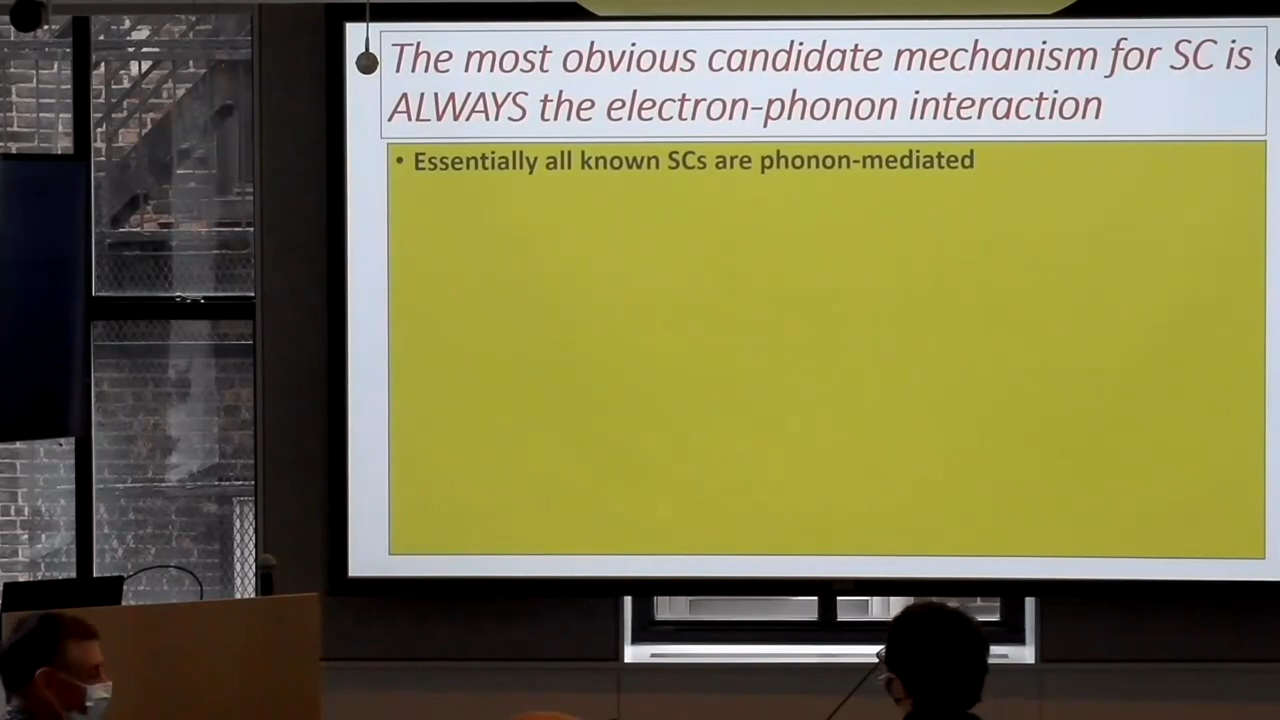 The most obvious candidate mechanism for SC is
ALWAYS the electron-phonon interaction
• Essentially all known SCs are phonon-mediated